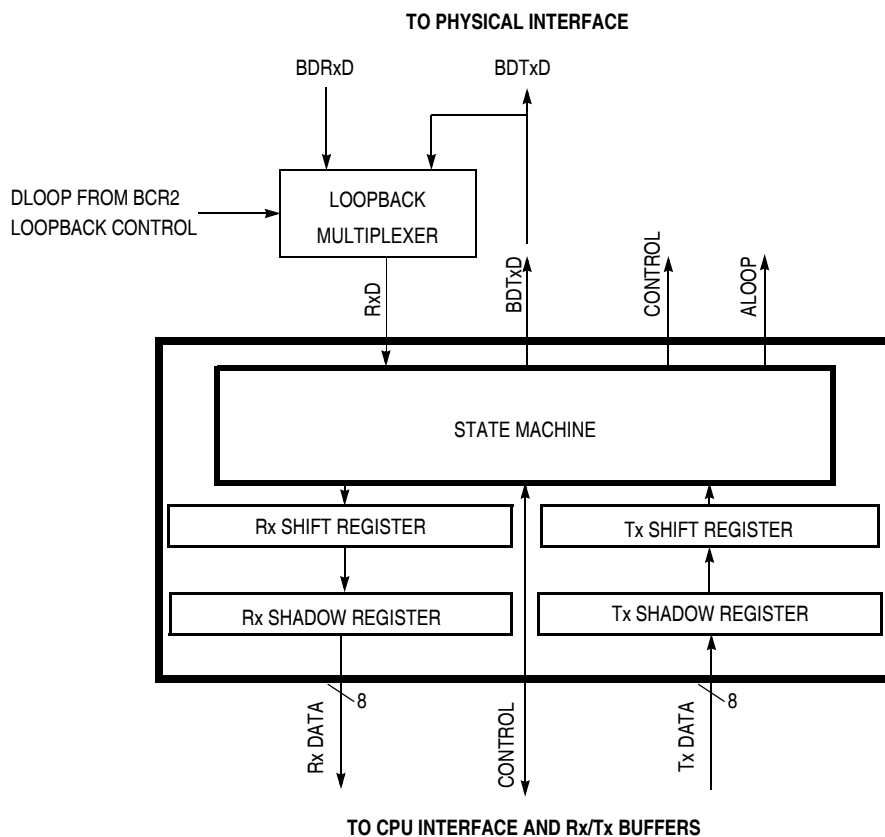 TO PHYSICAL INTERFACE
BDRxD
BDTxD
DLOOP FROM BCR2
LOOPBACK CONTROL
LOOPBACK
MULTIPLEXER
RxD
BDTxD
CONTROL
ALOOP
STATE MACHINE
Rx SHIFT REGISTER
Tx SHIFT REGISTER
Rx SHADOW REGISTER
Tx SHADOW REGISTER
8
8
Rx DATA
CONTROL
Tx DATA
TO CPU INTERFACE AND Rx/Tx BUFFERS